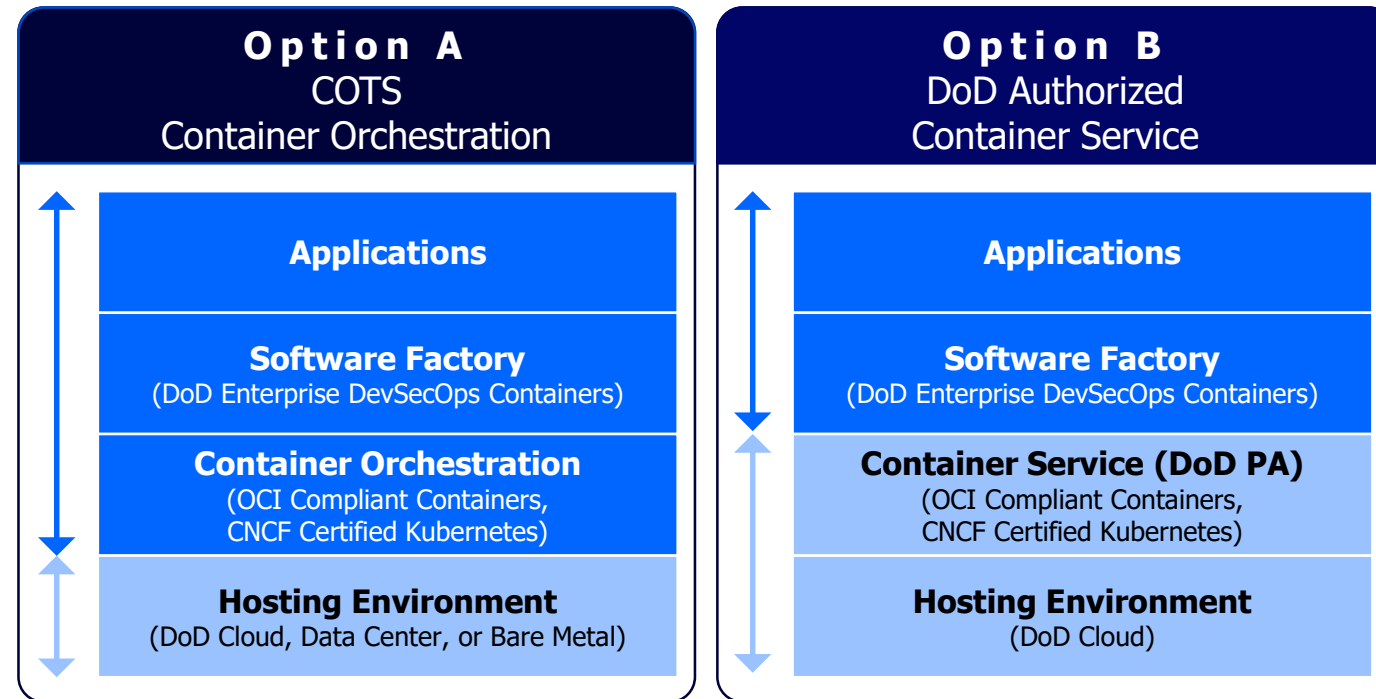 Option A
COTS
Container Orchestration
Applications
Software Factory
(DoD Enterprise DevSecOps Containers)
Container Orchestration
(OCI Compliant Containers,
CNCF Certified Kubernetes)
Hosting Environment
(DoD Cloud, Data Center, or Bare Metal)
Option B
DoD Authorized
Container Service
Applications
Software Factory
(DoD Enterprise DevSecOps Containers)
Container Service (DoD PA)
(OCI Compliant Containers,
CNCF Certified Kubernetes)
Hosting Environment
(DoD Cloud)